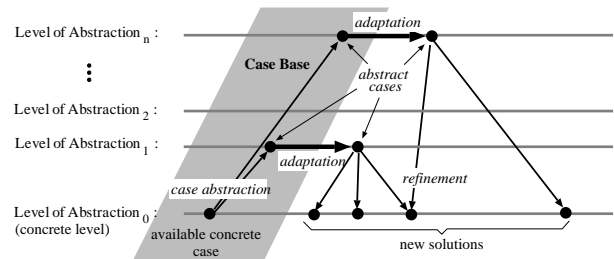 Level of Abstraction n :
adaptation
Case Base
abstract
cases
Level of Abstraction 2 :
Level of Abstraction 1 :
adaptation
case abstraction
refinement
Level of Abstraction 0 :
(concrete level)
available concrete
case
new solutions